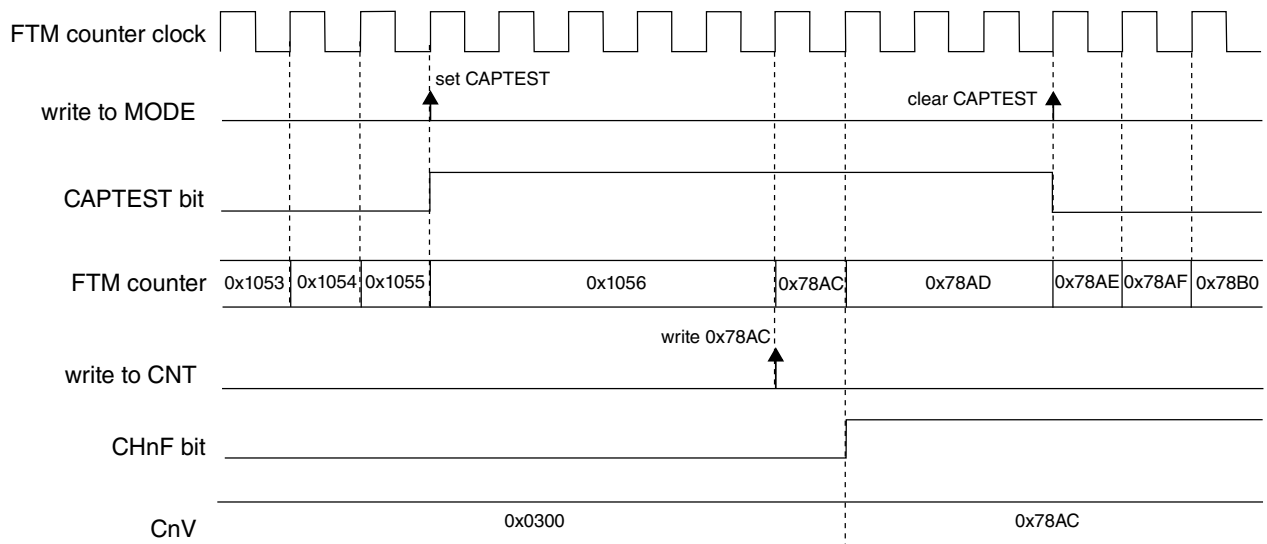 FTM counter clock
set CAPTEST
write to MODE
clear CAPTEST
CAPTEST bit
FTM counter 0x1053 0x1054 0x1055 0x1056 0x78AC 0x78AD 0x78AE 0x78AF 0x78B0
write 0x78AC
write to CNT
CHnF bit
CnV 0x0300 0x78AC